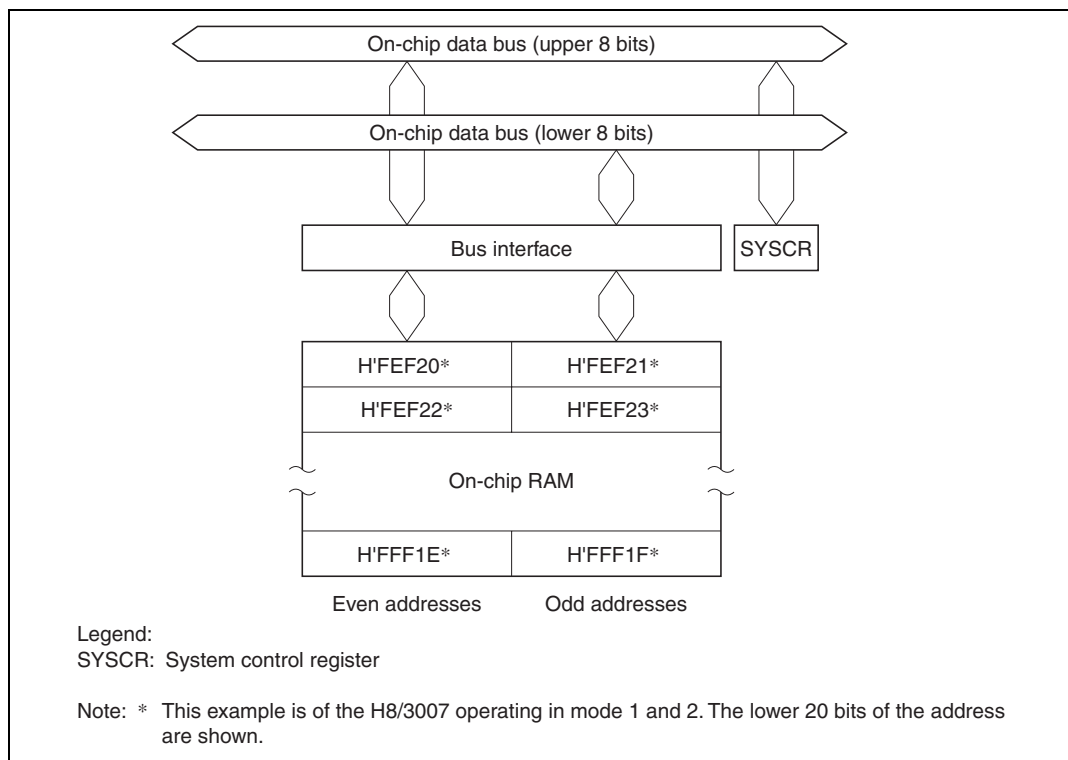 On-chip data bus (upper 8 bits)
On-chip data bus (lower 8 bits)
Bus interface
SYSCR
H'FEF20*
H'FEF21*
H'FEF22*
H'FEF23*
On-chip RAM
H'FFF1E*
H'FFF1F*
Even addresses
Odd addresses
Legend:
SYSCR: System control register
Note: * This example is of the H8/3007 operating in mode 1 and 2. The lower 20 bits of the address
are shown.